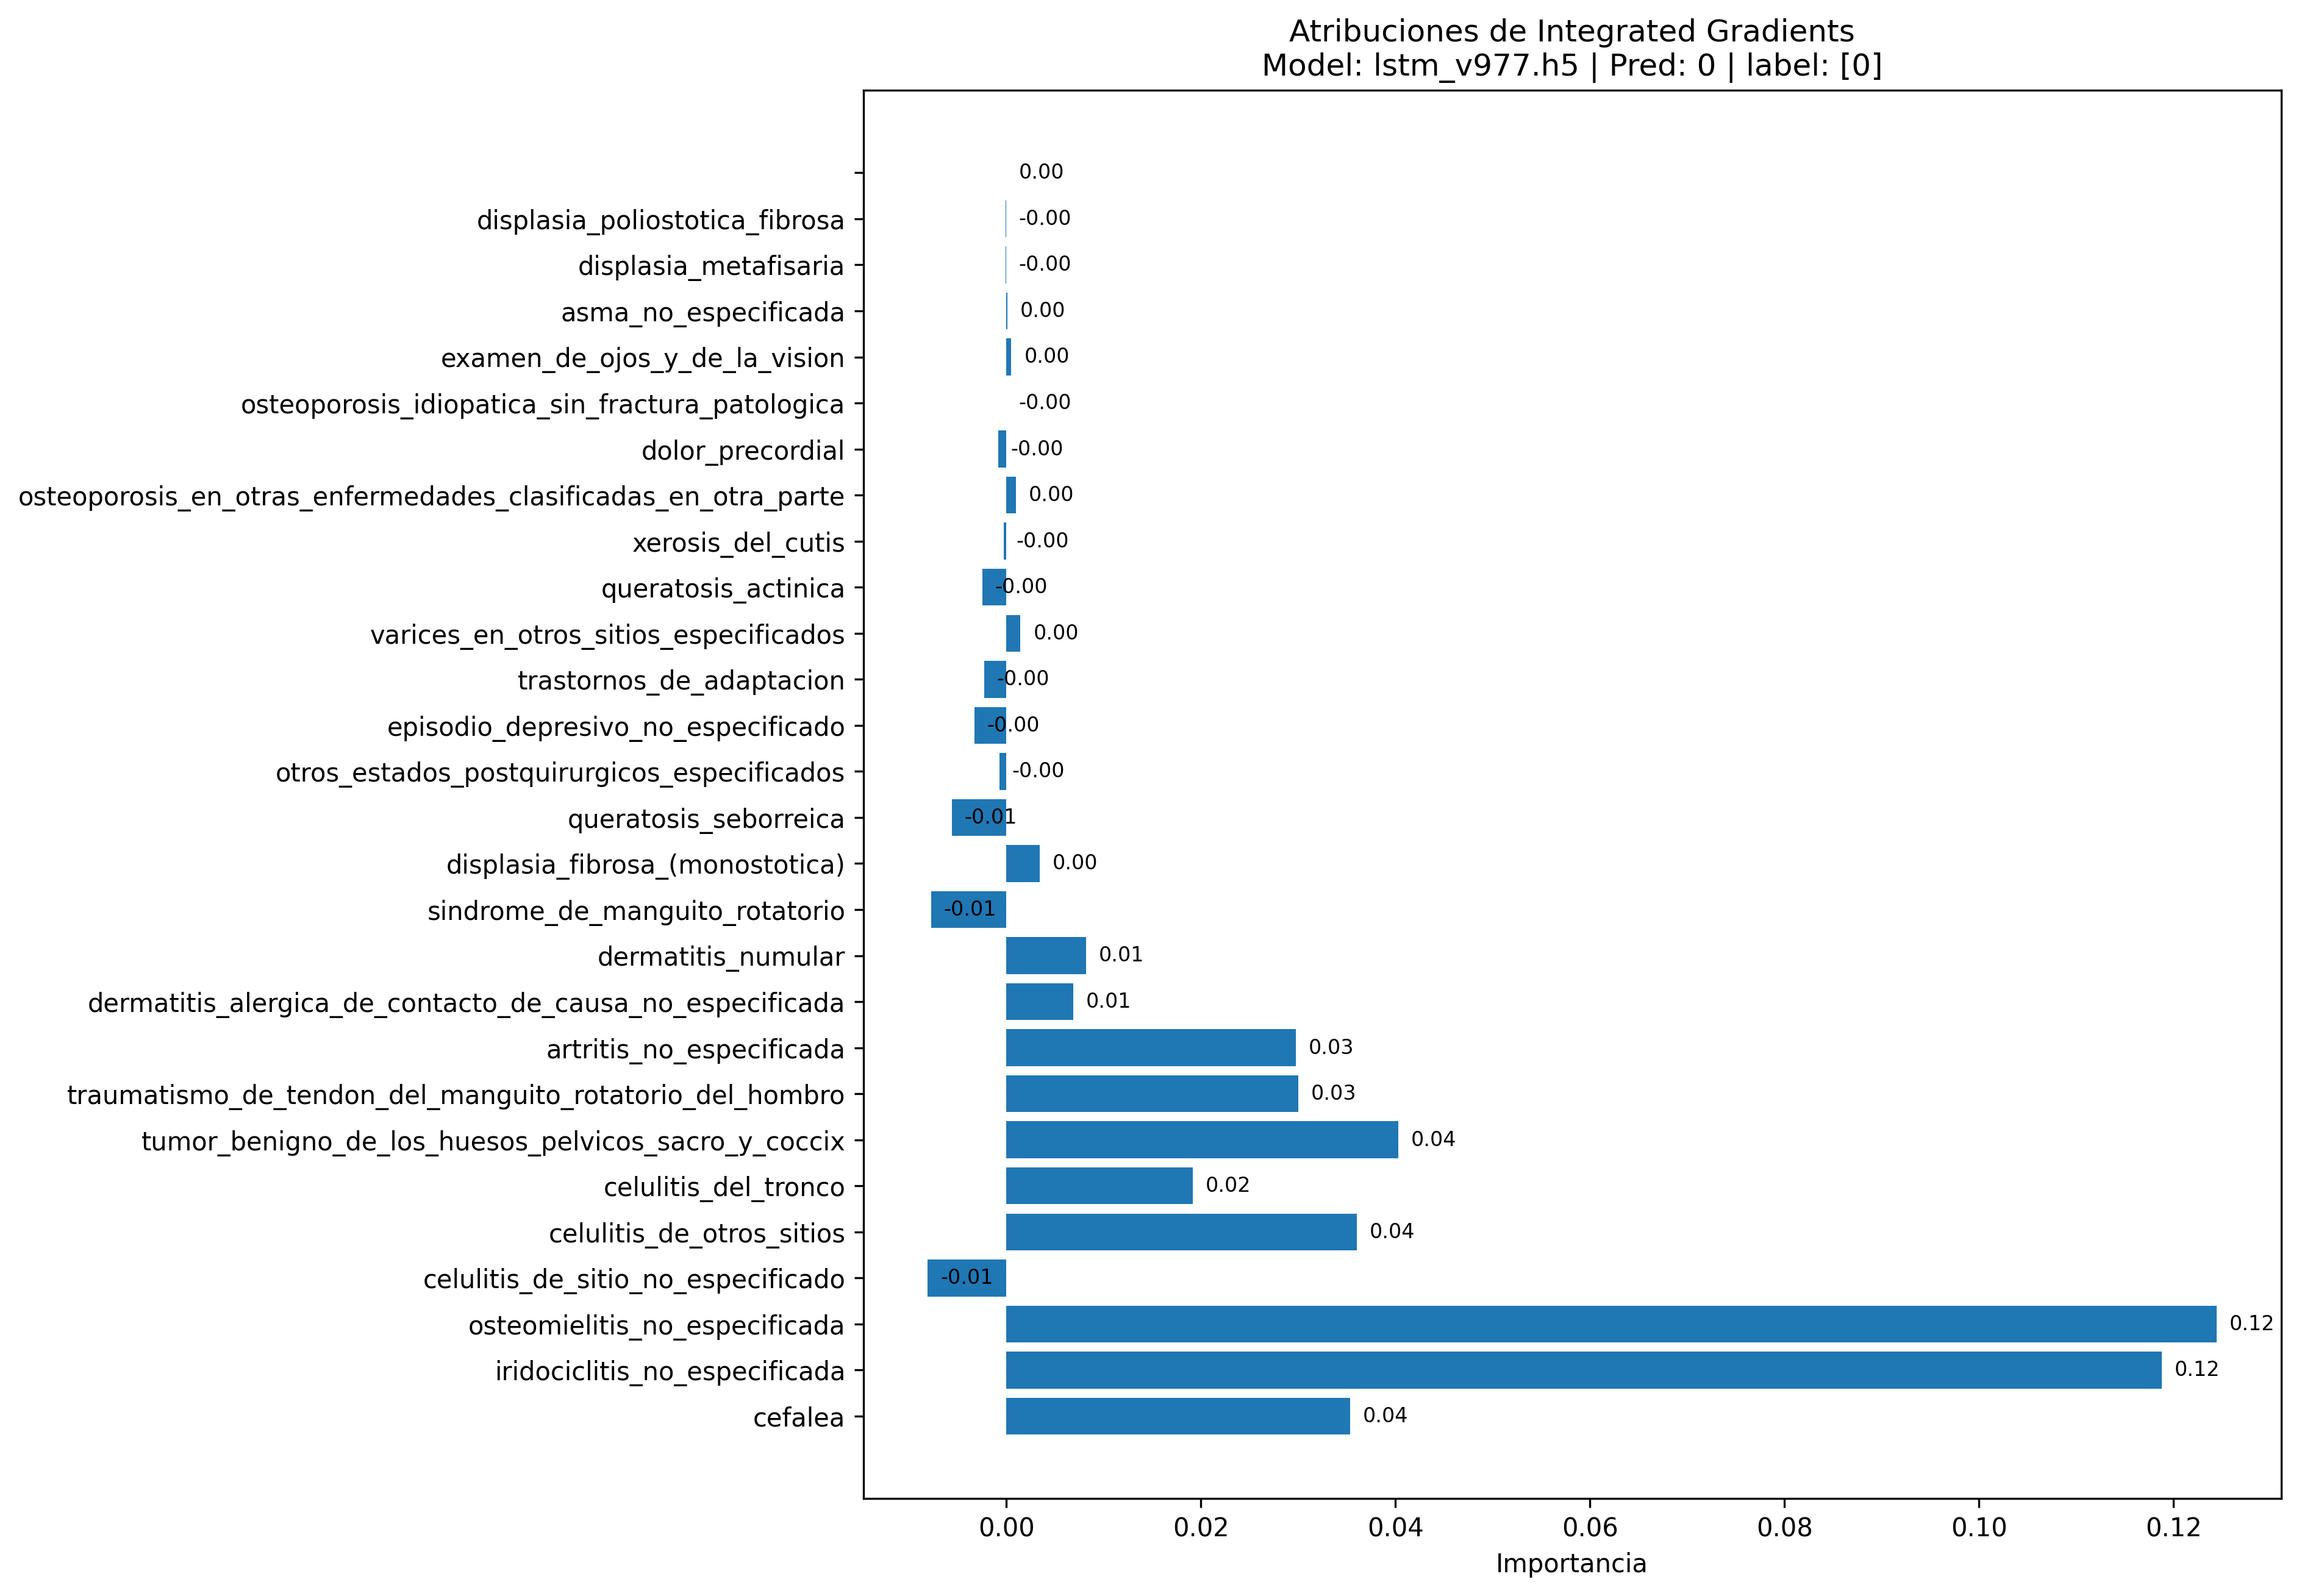 Atribuciones de Integrated Gradients
Model: lstm_v977.h5 | Pred: 0 | label: [0]
0.00
displasia_poliostotica_fibrosa -0.00
displasia_metafisaria -0.00
asma_no_especificada 0.00
examen_de_ojos_y_de_la_vision 0.00
osteoporosis_idiopatica_sin_fractura_patologica -0.00
dolor_precordial -0.00
osteoporosis_en_otras_enfermedades_clasificadas_en_otra_parte 0.00
xerosis_del_cutis -0.00
queratosis_actinica -0.00
varices_en_otros_sitios_especificados 0.00
trastornos_de_adaptacion -0.00
episodio_depresivo_no_especificado -0.00
otros_estados_postquirurgicos_especificados -0.00
queratosis_seborreica -0.01
displasia_fibrosa_(monostotica) 0.00
sindrome_de_manguito_rotatorio -0.01
dermatitis_numular 0.01
dermatitis_alergica_de_contacto_de_causa_no_especificada 0.01
artritis_no_especificada 0.03
traumatismo_de_tendon_del_manguito_rotatorio_del_hombro 0.03
tumor_benigno_de_los_huesos_pelvicos_sacro_y_coccix 0.04
celulitis_del_tronco 0.02
celulitis_de_otros_sitios 0.04
celulitis_de_sitio_no_especificado -0.01
osteomielitis_no_especificada 0.12
iridociclitis_no_especificada 0.12
cefalea 0.04
0.00 0.02 0.04 0.06 0.08 0.10 0.12
Importancia